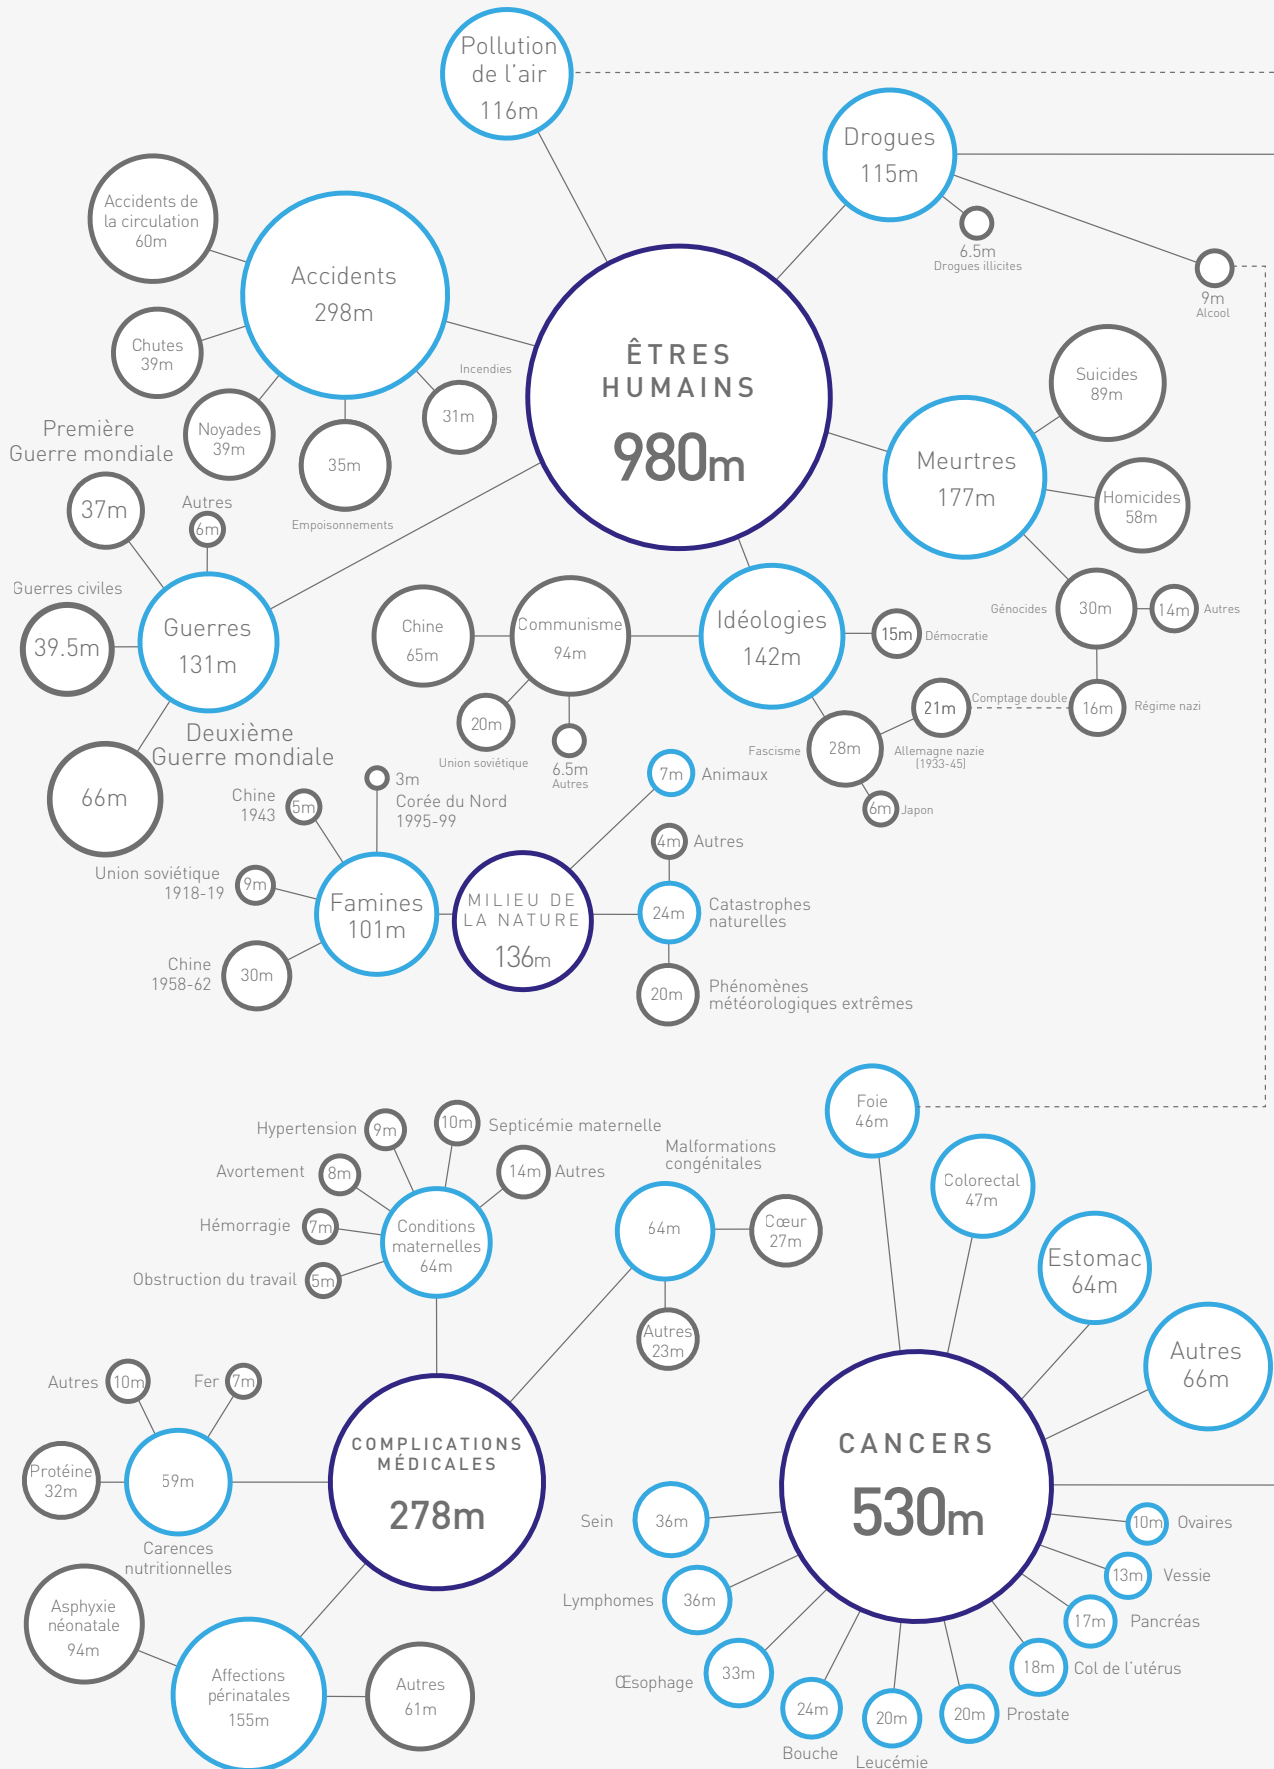 Pollution
de l'air
116m
Drogues
115m
6.5m
Drogues illicites
9m
Alcool
Accidents de
la circulation
60m
Accidents
298m
Chutes
39m
Noyades
39m
35m
Empoisonnements
Incendies
31m
ÊTRES
HUMAINS
980m
Suicides
89m
Meurtres
177m
Homicides
58m
Génocides
30m
14m
Autres
16m
Régime nazi
Comptage double
Première
Guerre mondiale
37m
Autres
6m
Guerres civiles
39.5m
Guerres
131m
Deuxième
Guerre mondiale
66m
Chine
65m
Communisme
94m
20m
Union soviétique
6.5m
Autres
Idéologies
142m
15m
Démocratie
Fascisme
28m
21m
Allemagne nazie
(1933-45)
6m
Japon
7m
Animaux
3m
Corée du Nord
1995-99
Chine
1943
5m
Union soviétique
1918-19
9m
Chine
1958-62
30m
Famines
101m
MILIEU DE
LA NATURE
136m
4m
Autres
24m
Catastrophes
naturelles
20m
Phénomènes
météorologiques extrêmes
Hypertension
9m
10m
Septicémie maternelle
Avortement
8m
14m
Autres
Hémorragie
7m
Obstruction du travail
5m
Conditions
maternelles
64m
Malformations
congénitales
64m
Cœur
27m
Autres
23m
Autres
10m
Fer
7m
Protéine
32m
59m
Carences
nutritionnelles
COMPLICATIONS
MÉDICALES
278m
Asphyxie
néonatale
94m
Affections
périnatales
155m
Autres
61m
Foie
46m
Colorectal
47m
Estomac
64m
Autres
66m
CANCERS
530m
Sein
36m
Lymphomes
36m
Œsophage
33m
24m
Bouche
20m
Leucémie
20m
Prostate
18m
Col de l'utérus
17m
Pancréas
13m
Vessie
10m
Ovaires